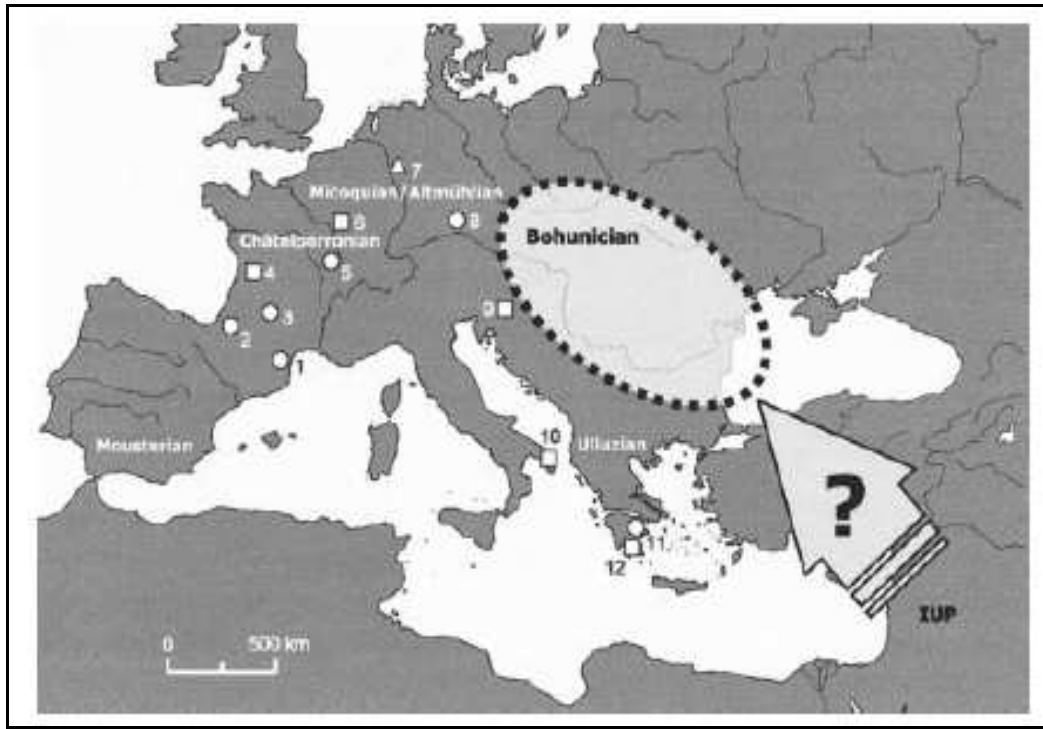 7
Micoquian / Altmühlian
6
8
Bohunician
Châtelperronian
4
5
9
3
2
1
Mousterian
10
Uluzzian
?
11
12
0 500 km
IUP